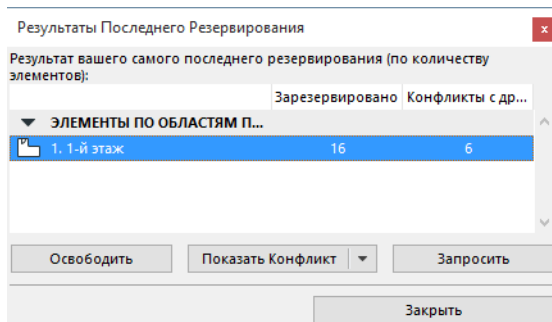 Результаты Последнего Резервирования
Результат вашего самого последнего резервирования (по количеству
элементов):
Зарезервировано Конфликты с др...
ЭЛЕМЕНТЫ ПО ОБЛАСТЯМ П...
1. 1-й этаж 16 6
Освободить Показать Конфликт Запросить
Закрыть